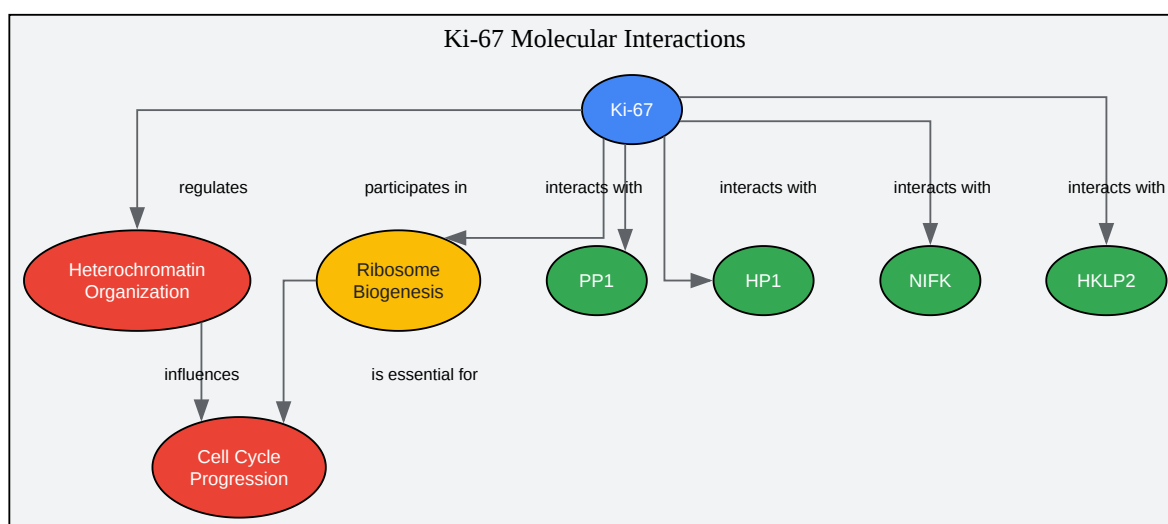 Ki-67 Molecular Interactions
Ki-67
regulates
participates in
interacts with
interacts with
interacts with
interacts with
Heterochromatin
Organization
Ribosome
Biogenesis
PP1
HP1
NIFK
HKLP2
influences
is essential for
Cell Cycle
Progression